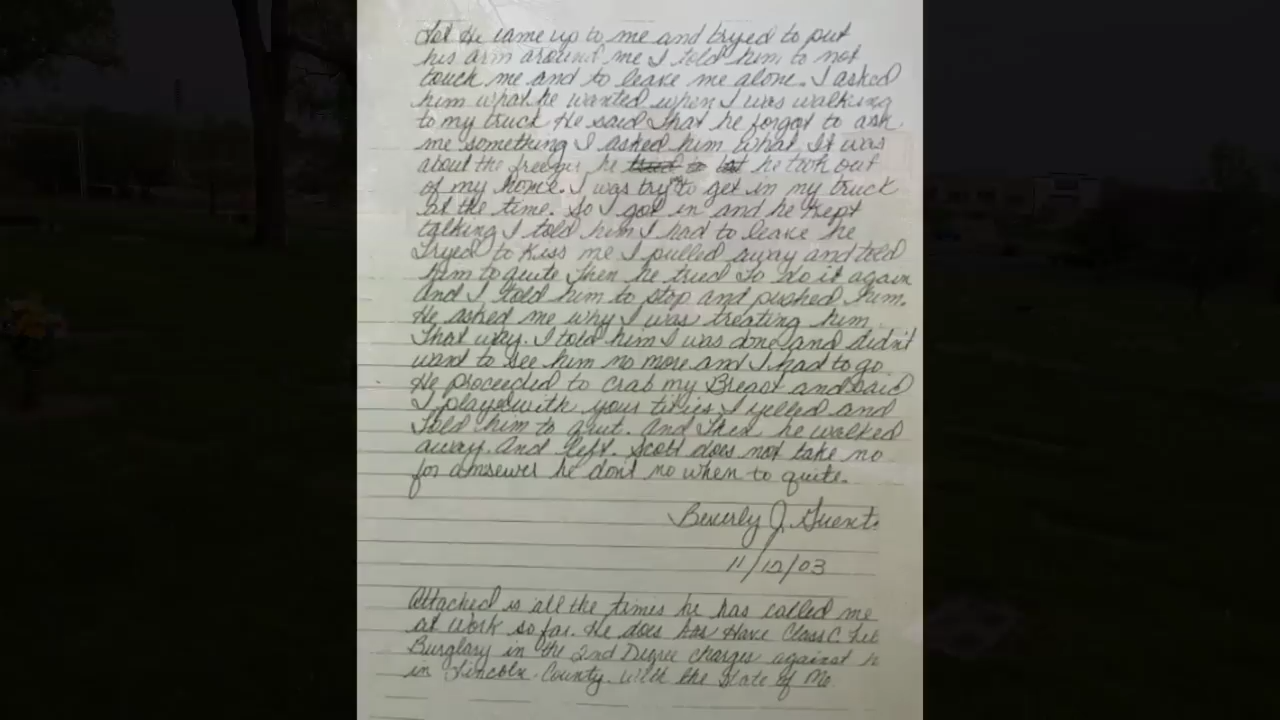 Lot He came up to me and tryed to put
his arm around me I told him to not
touch me and to leave me alone. I asked
him what he wanted when I was walking
to my truck He said that he forgot to ask
me something I asked him what. It was
about the freezer he tried to he took out
of my home. I was try to get in my truck
at the time. So I got in and he kept
talking I told him I had to leave he
tryed to kiss me I pulled away and told
him to quite then he tried to do it again
and I told him to stop and pushed him.
He asked me why I was treating him
that way. I told him I was done and didn't
want to see him no more and I had to go
He proceeded to crab my Breast and said
I played with your tities I yelled and
told him to quit. And then he walked
away. And left. Scott does not take no
for amsewer he dont no when to quite.
Beverly J. Guent.
11/12/03
Attached is all the times he has called me
at work so far. He does has Have Class C
Burglary in the 2nd Degree charges against h
in Lincoln County. With the State of Mo